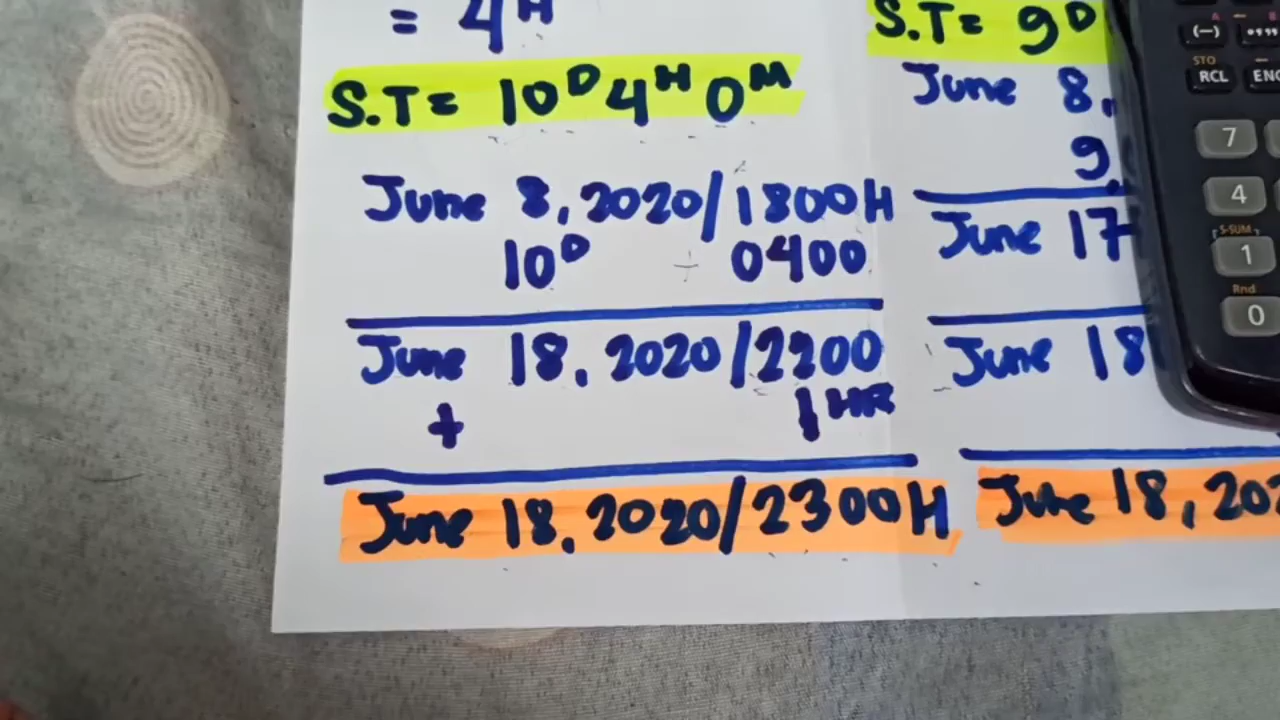 = 4ᴴ
S.T = 10ᴰ 4ᴴ 0ᴹ
June 8, 2020/1800H
10ᴰ + 0400
June 18, 2020/2200
+ 1 HR
June 18, 2020/2300H
S.T = 9ᴰ
June 8,
9
June 17
June 18
June 18, 202
(-)
STO
RCL
ENG
7
4
S-SUM
1
Rnd
0